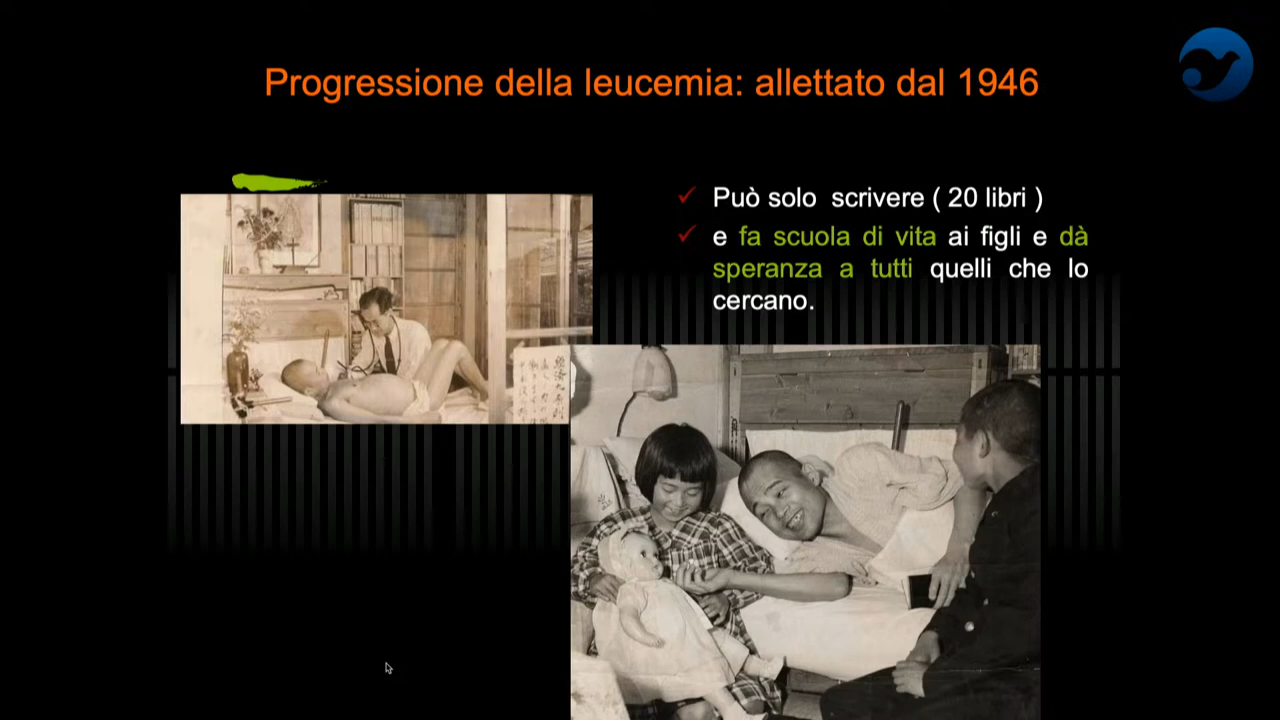 Progressione della leucemia: allettato dal 1946
Può solo scrivere ( 20 libri )
e fa scuola di vita ai figli e dà
speranza a tutti quelli che lo
cercano.